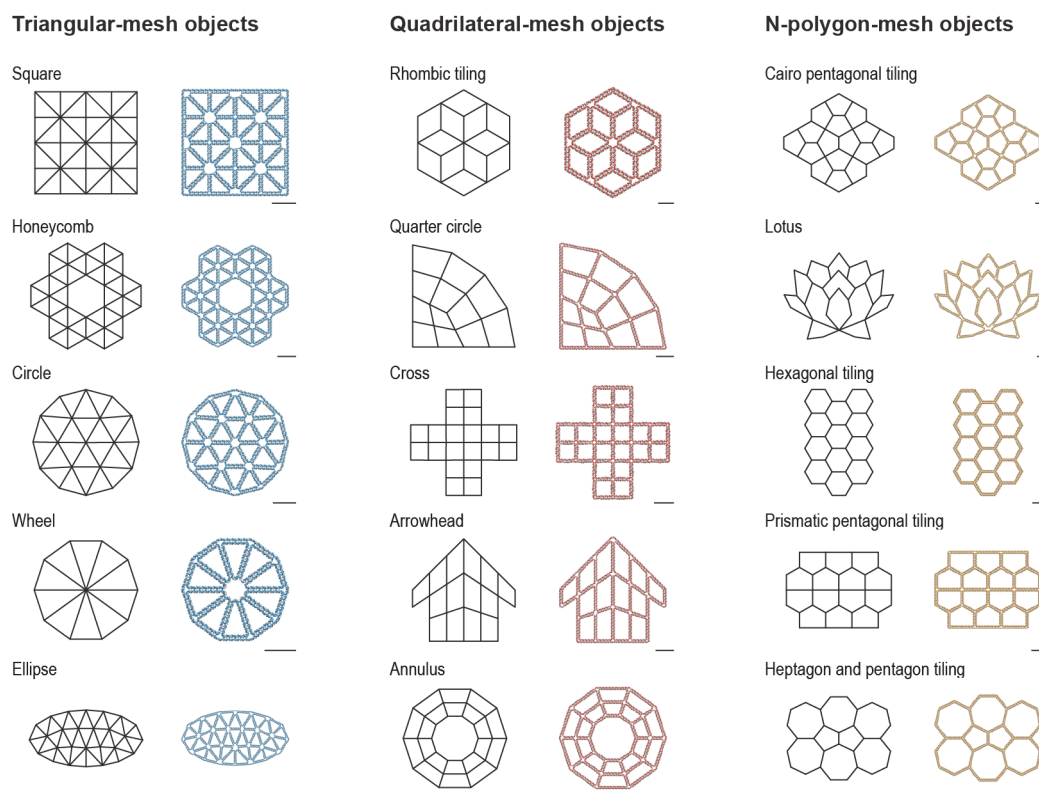 Triangular-mesh objects
Quadrilateral-mesh objects
N-polygon-mesh objects
Square
Rhombic tiling
Cairo pentagonal tiling
Honeycomb
Quarter circle
Lotus
Circle
Cross
Hexagonal tiling
Wheel
Arrowhead
Prismatic pentagonal tiling
Ellipse
Annulus
Heptagon and pentagon tiling